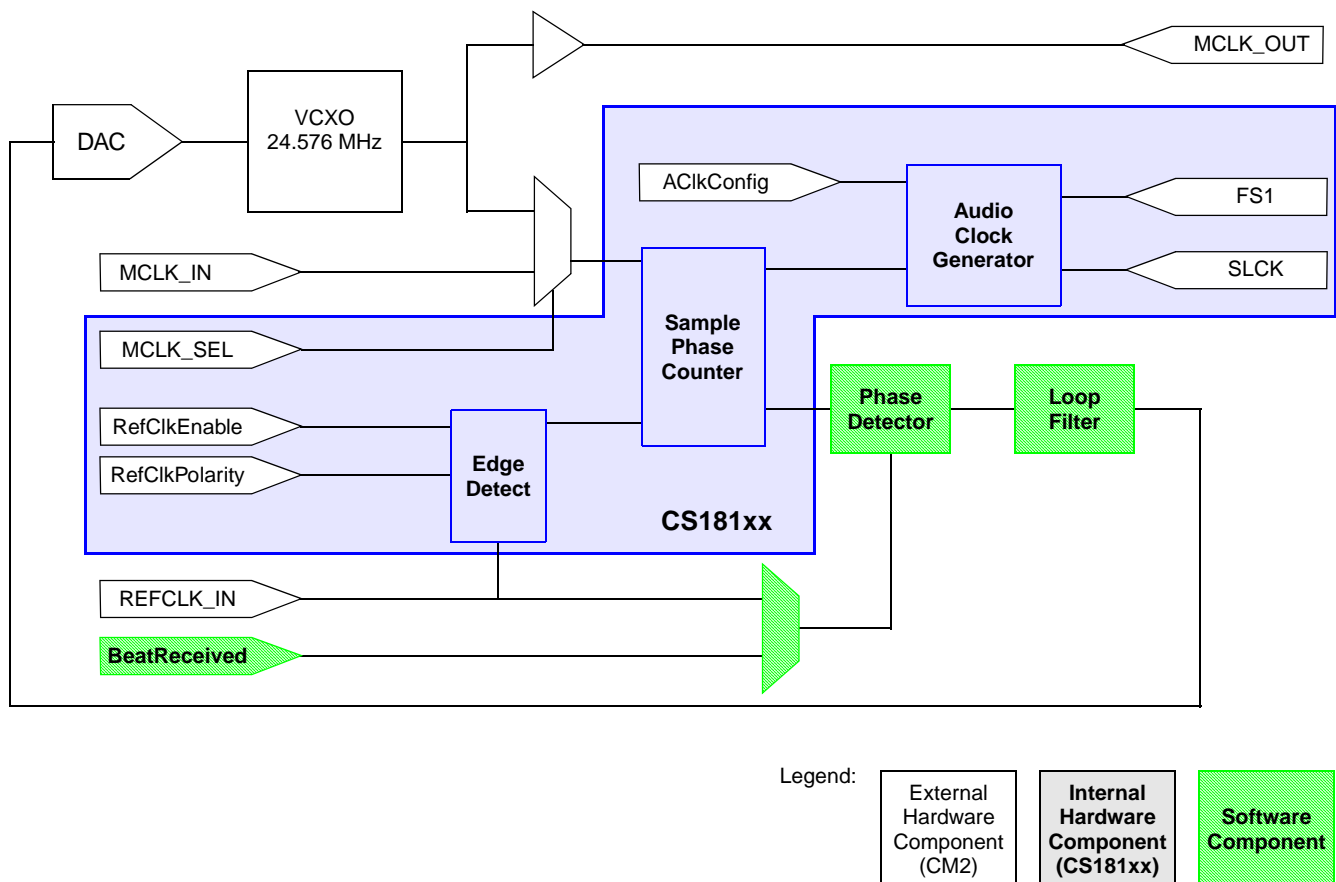 MCLK_OUT
VCXO
24.576 MHz
DAC
AClkConfig
Audio
Clock
Generator
FS1
SLCK
MCLK_IN
MCLK_SEL
Sample
Phase
Counter
RefClkEnable
RefClkPolarity
Edge
Detect
Phase
Detector
Loop
Filter
CS181xx
REFCLK_IN
BeatReceived
Legend:
External
Hardware
Component
(CM2)
Internal
Hardware
Component
(CS181xx)
Software
Component